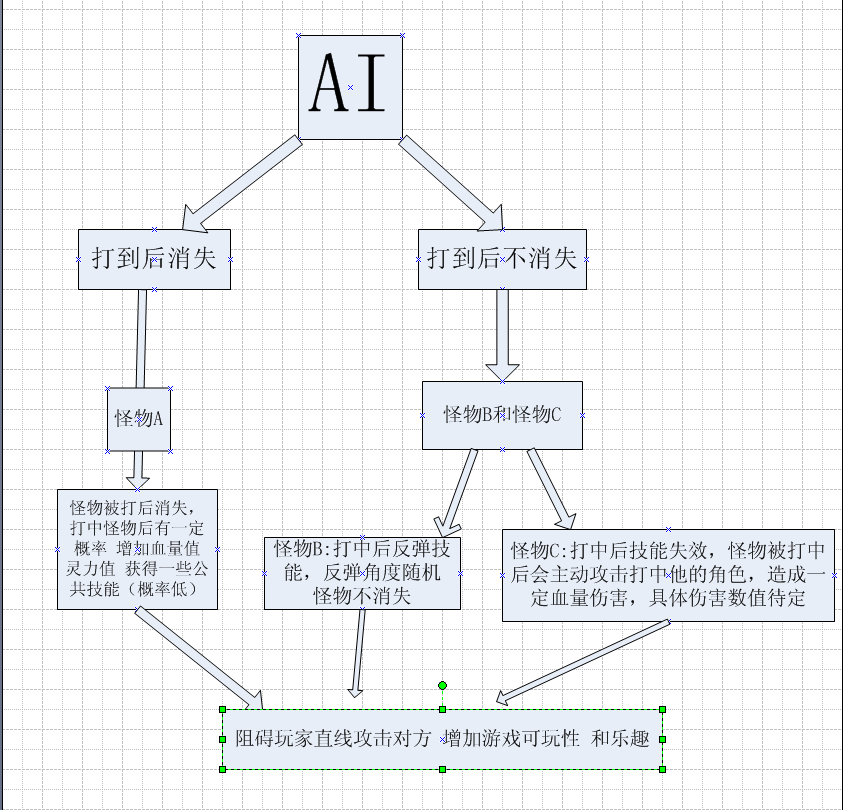 AI
打到后消失
打到后不消失
怪物A
怪物B和怪物C
怪物被打后消失，
打中怪物后有一定
概率 增加血量值
灵力值 获得一些公
共技能（概率低）
怪物B:打中后反弹技
能，反弹角度随机
怪物不消失
怪物C:打中后技能失效，怪物被打中
后会主动攻击打中他的角色，造成一
定血量伤害，具体伤害数值待定
阻碍玩家直线攻击对方 增加游戏可玩性 和乐趣